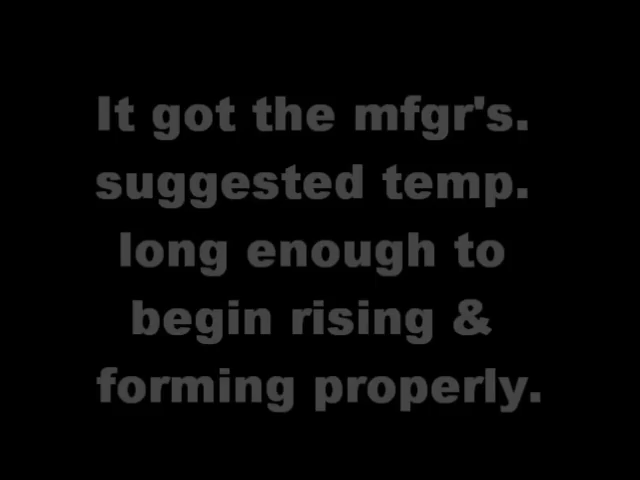 It got the mfgr's.
suggested temp.
long enough to
begin rising &
forming properly.